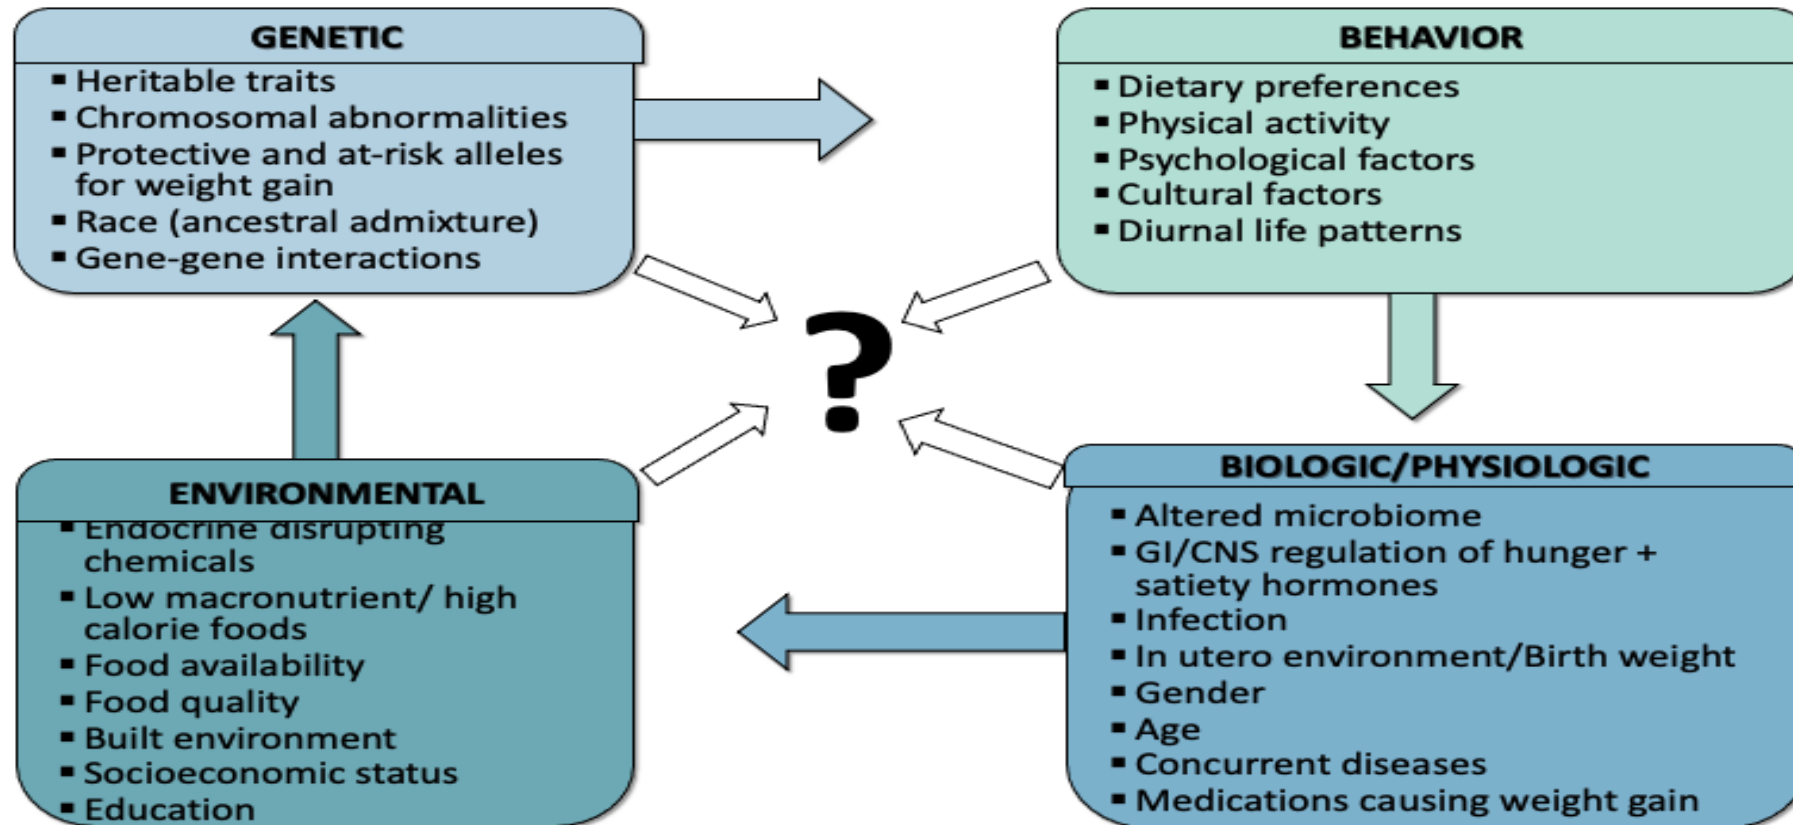 GENETIC
▪ Heritable traits
▪ Chromosomal abnormalities
▪ Protective and at-risk alleles
for weight gain
▪ Race (ancestral admixture)
▪ Gene-gene interactions
BEHAVIOR
▪ Dietary preferences
▪ Physical activity
▪ Psychological factors
▪ Cultural factors
▪ Diurnal life patterns
?
ENVIRONMENTAL
▪ Endocrine disrupting
chemicals
▪ Low macronutrient/ high
calorie foods
▪ Food availability
▪ Food quality
▪ Built environment
▪ Socioeconomic status
▪ Education
BIOLOGIC/PHYSIOLOGIC
▪ Altered microbiome
▪ GI/CNS regulation of hunger +
satiety hormones
▪ Infection
▪ In utero environment/Birth weight
▪ Gender
▪ Age
▪ Concurrent diseases
▪ Medications causing weight gain